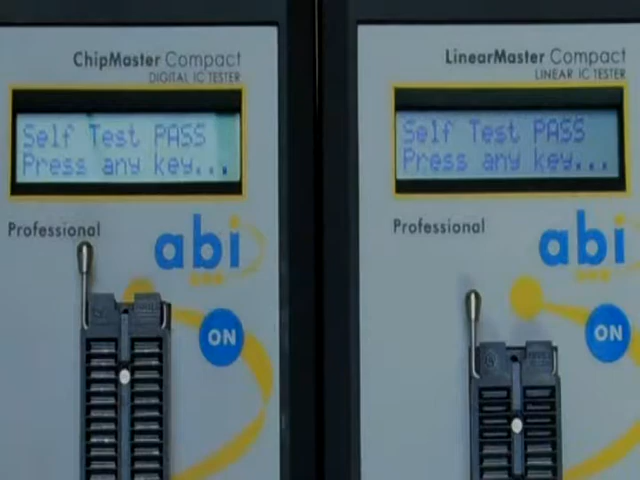 ChipMaster Compact
DIGITAL IC TESTER
Self Test PASS
Press any key...
Professional
abi
ON
LinearMaster Compact
LINEAR IC TESTER
Self Test PASS
Press any key...
Professional
abi
ON